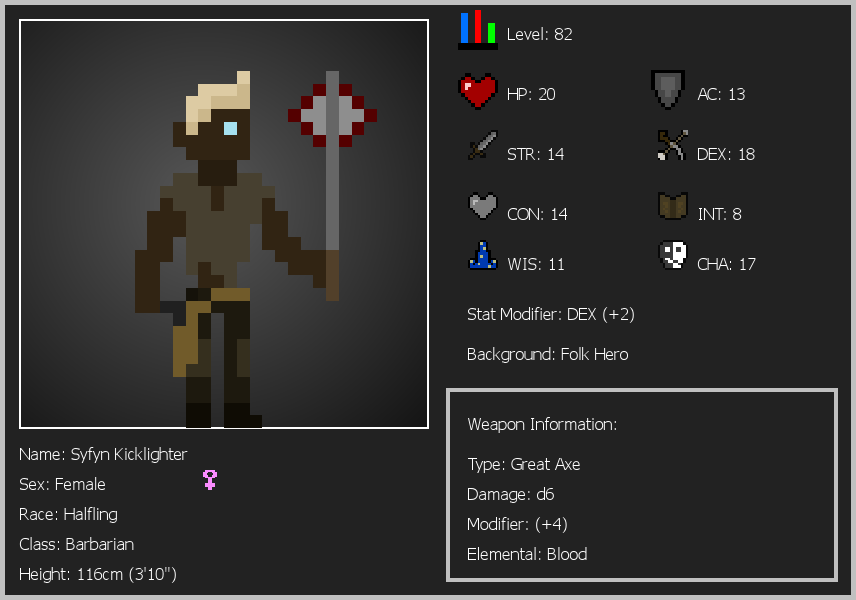 Level: 82
HP: 20
AC: 13
STR: 14
DEX: 18
CON: 14
INT: 8
WIS: 11
CHA: 17
Stat Modifier: DEX (+2)
Background: Folk Hero
Weapon Information:
Type: Great Axe
Damage: d6
Modifier: (+4)
Elemental: Blood
Name: Syfyn Kicklighter
Sex: Female
Race: Halfling
Class: Barbarian
Height: 116cm (3'10")